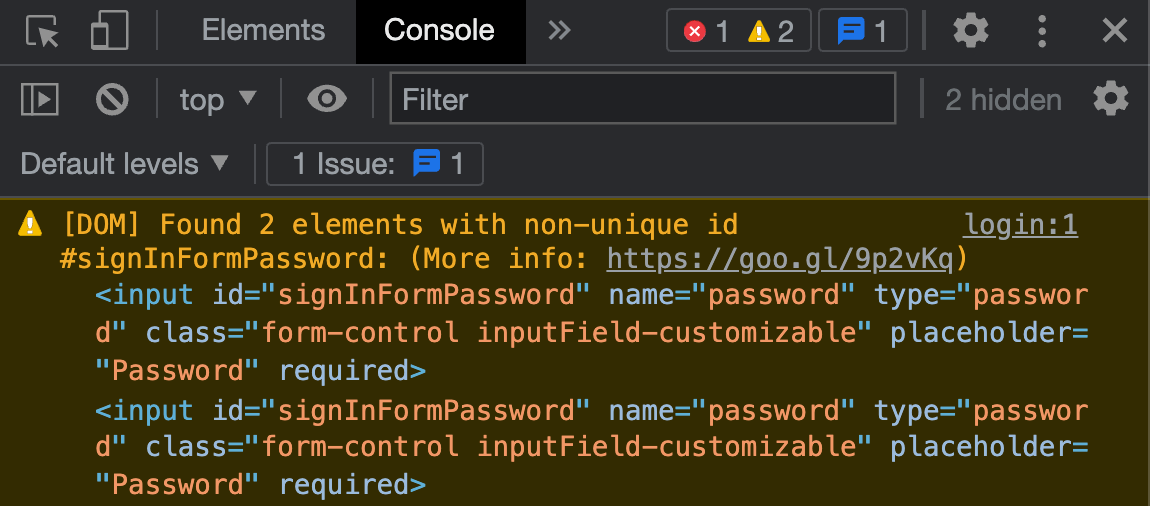 Elements Console 1 2 1
top Filter 2 hidden
Default levels 1 Issue: 1
[DOM] Found 2 elements with non-unique id login:1
#signInFormPassword: (More info: https://goo.gl/9p2vKq)
<input id="signInFormPassword" name="password" type="passwor
d" class="form-control inputField-customizable" placeholder=
"Password" required>
<input id="signInFormPassword" name="password" type="passwor
d" class="form-control inputField-customizable" placeholder=
"Password" required>